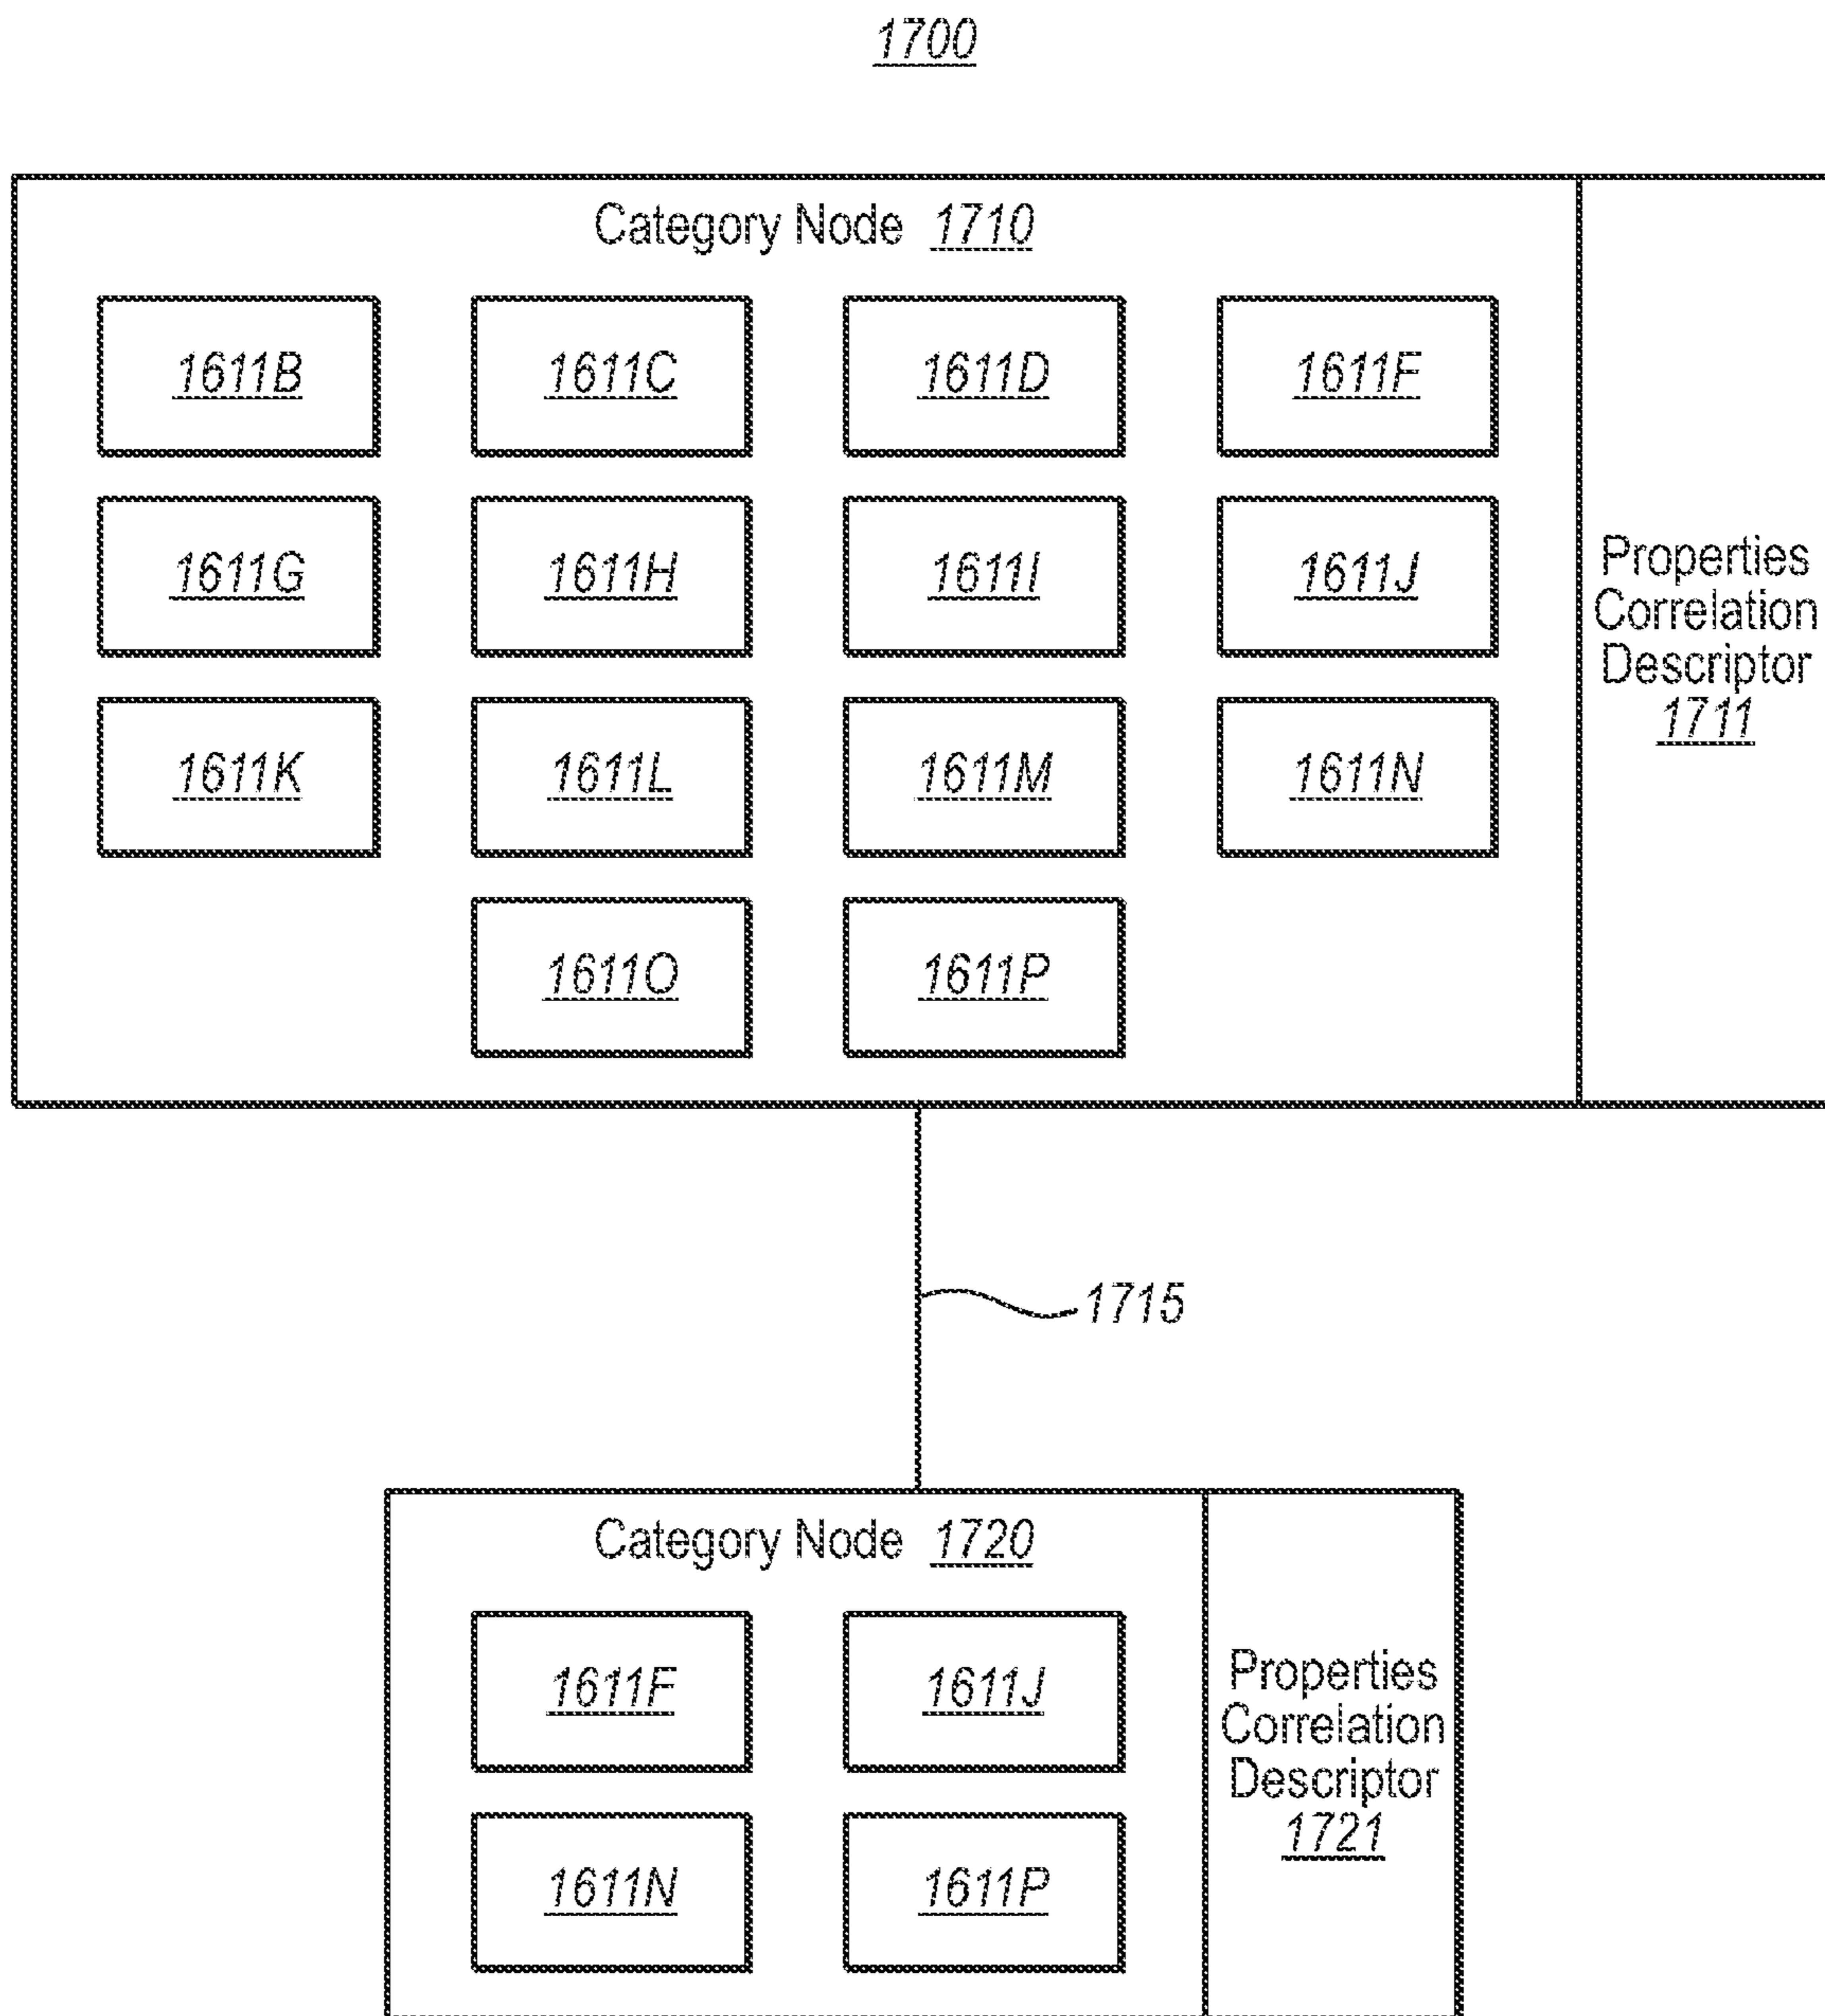 1700
Category Node 1710
1611B 1611C 1611D 1611F
1611G 1611H 1611I 1611J
1611K 1611L 1611M 1611N
1611O 1611P
Properties
Correlation
Descriptor
1711
1715
Category Node 1720
1611F 1611J
1611N 1611P
Properties
Correlation
Descriptor
1721